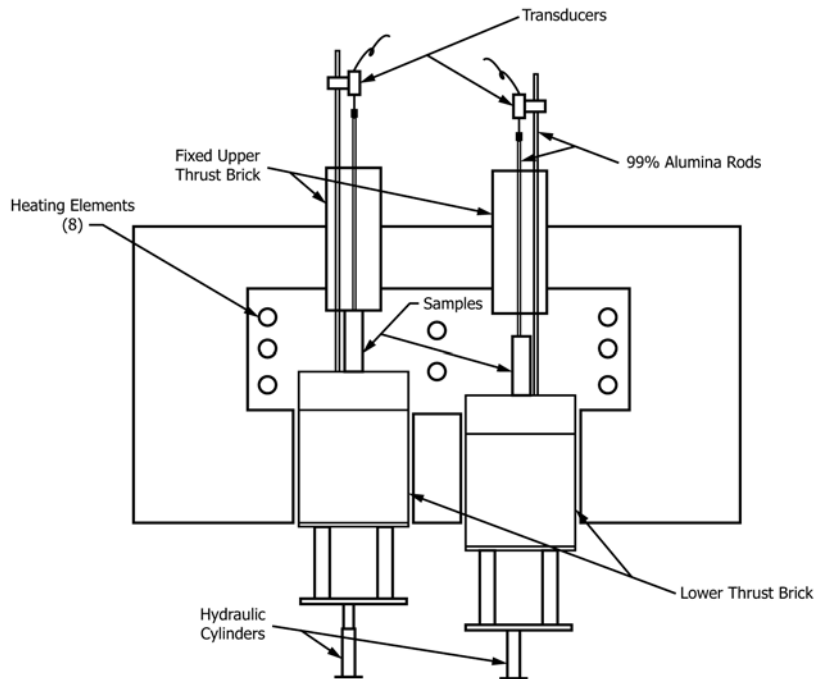 Transducers
Fixed Upper
Thrust Brick
99% Alumina Rods
Heating Elements
(8)
Samples
Lower Thrust Brick
Hydraulic
Cylinders